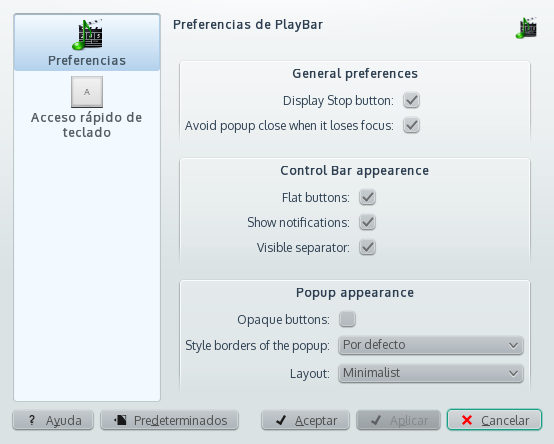 Preferencias de PlayBar
Preferencias
A
Acceso rápido de
teclado
General preferences
Display Stop button:
Avoid popup close when it loses focus:
Control Bar appearence
Flat buttons:
Show notifications:
Visible separator:
Popup appearance
Opaque buttons:
Style borders of the popup: Por defecto
Layout: Minimalist
? Ayuda Predeterminados Aceptar Aplicar Cancelar